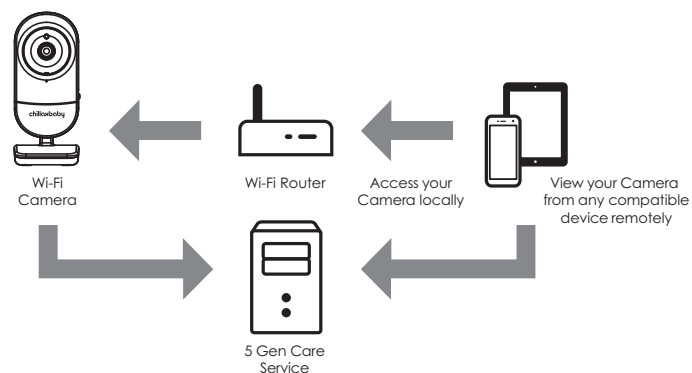 chillaxbaby
Wi-Fi
Camera
Wi-Fi Router
Access your
Camera locally
View your Camera
from any compatible
device remotely
5 Gen Care
Service